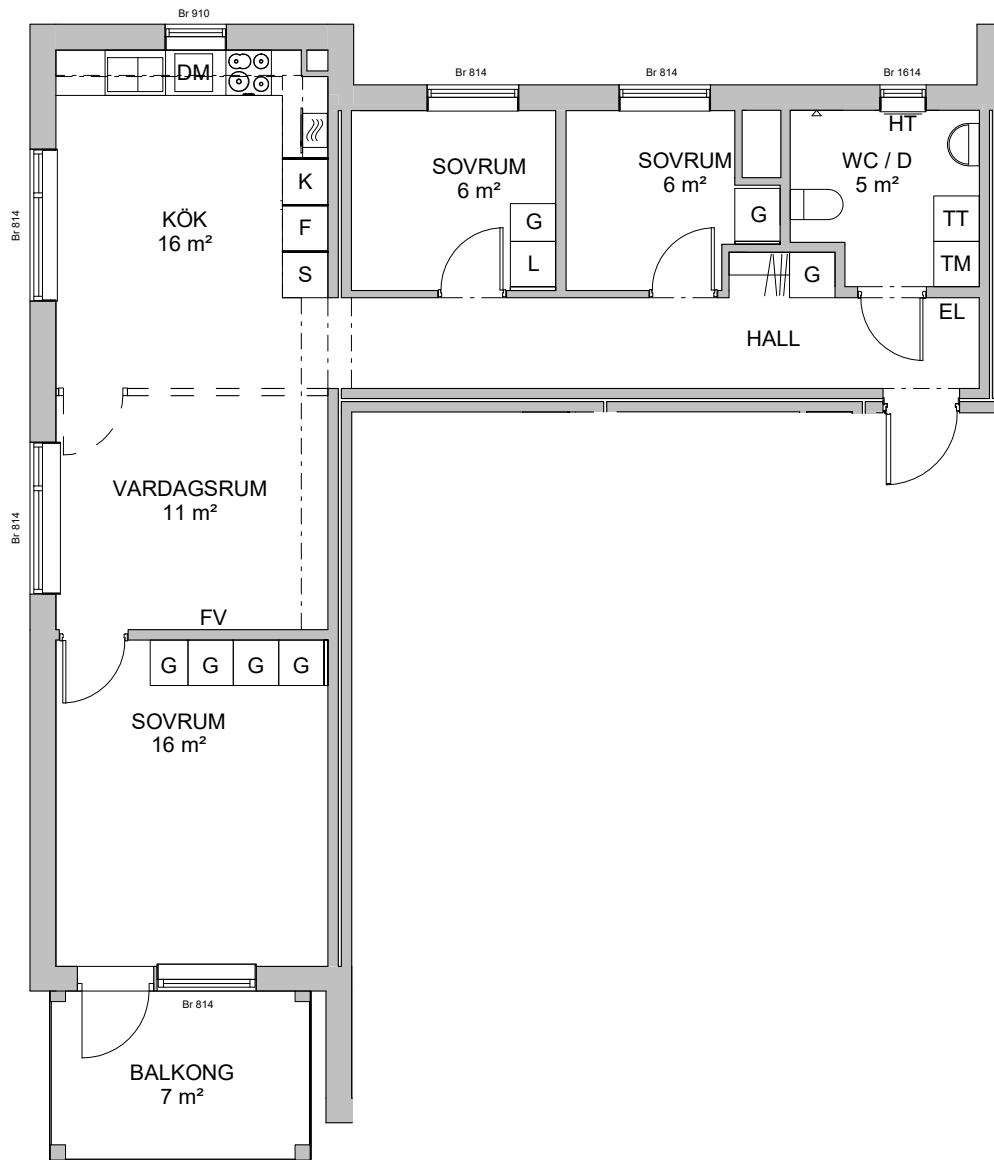 Br 910
DM
Br 814
Br 814
Br 1614
HT
SOVRUM
6 m²
SOVRUM
6 m²
WC / D
5 m²
K
F
S
G
L
G
G
TT
TM
Br 814
KÖK
16 m²
HALL
EL
VARDAGSRUM
11 m²
Br 814
FV
G
G
G
G
SOVRUM
16 m²
Br 814
BALKONG
7 m²